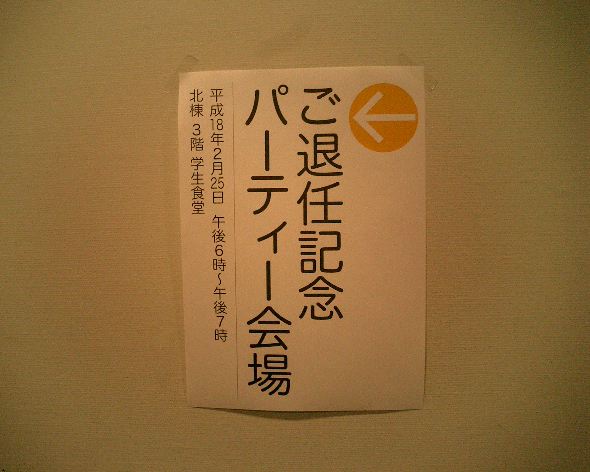 ご退任記念
パーティー会場
平成18年2月25日 午後6時～午後7時
北棟 3階 学生食堂